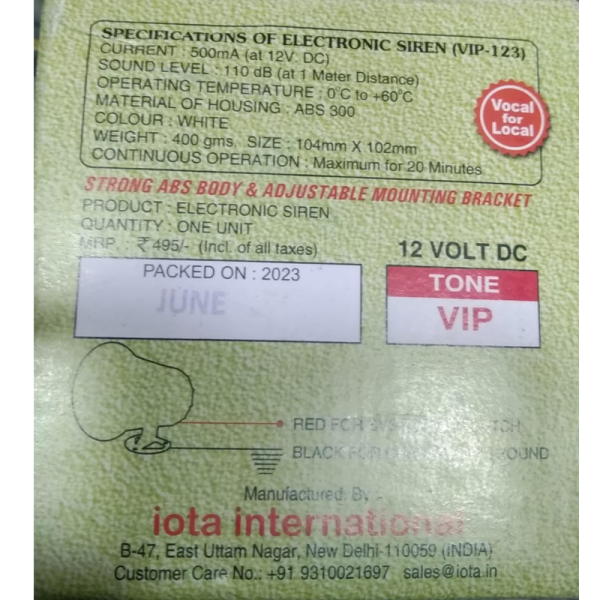 SPECIFICATIONS OF ELECTRONIC SIREN (VIP-123)
CURRENT : 500mA (at 12V. DC)
SOUND LEVEL : 110 dB (at 1 Meter Distance)
OPERATING TEMPERATURE : 0°C to +60°C
MATERIAL OF HOUSING : ABS 300
COLOUR : WHITE
WEIGHT : 400 gms. SIZE : 104mm X 102mm
CONTINUOUS OPERATION : Maximum for 20 Minutes
Vocal
for
Local
STRONG ABS BODY & ADJUSTABLE MOUNTING BRACKET
PRODUCT : ELECTRONIC SIREN
QUANTITY : ONE UNIT
MRP. : ₹ 495/- (Incl. of all taxes)
12 VOLT DC
PACKED ON : 2023
JUNE
TONE
VIP
RED FOR
BLACK FOR
Manufactured By :-
iota international
B-47, East Uttam Nagar, New Delhi-110059 (INDIA)
Customer Care No.: +91 9310021697 sales@iota.in